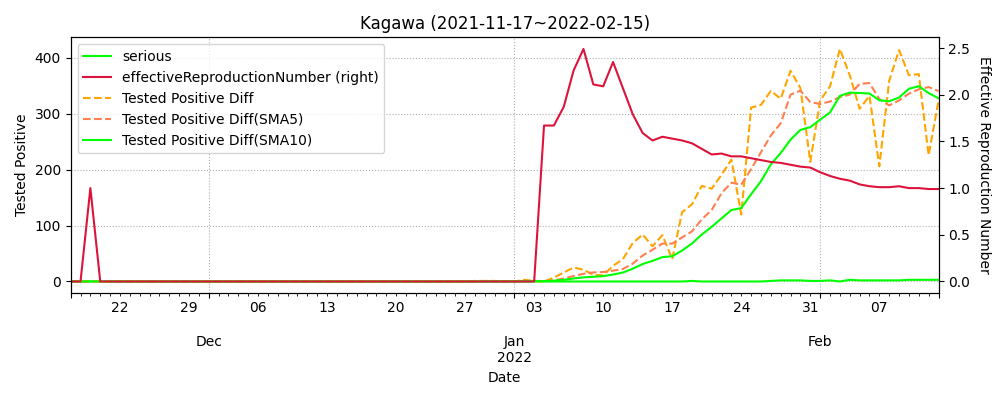 Kagawa (2021-11-17~2022-02-15)
serious
effectiveReproductionNumber (right)
Tested Positive Diff
Tested Positive Diff(SMA5)
Tested Positive Diff(SMA10)
Tested Positive
400
300
200
100
0
Effective Reproduction Number
2.5
2.0
1.5
1.0
0.5
0.0
22 29 06 13 20 27 03 10 17 24 31 07
Dec Jan Feb
2022
Date